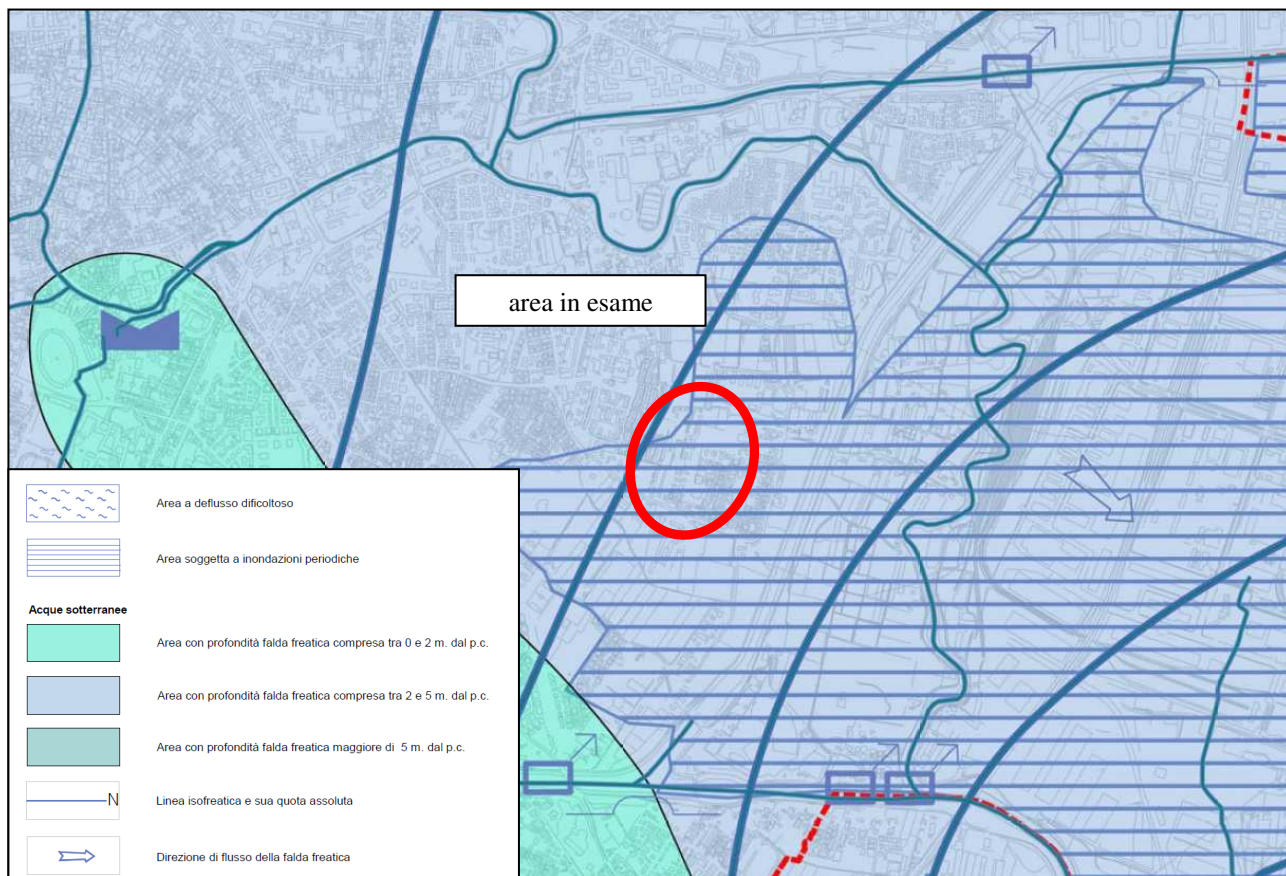 area in esame
Area a deflusso dificoltoso
Area soggetta a inondazioni periodiche
Acque sotterranee
Area con profondità falda freatica compresa tra 0 e 2 m. dal p.c.
Area con profondità falda freatica compresa tra 2 e 5 m. dal p.c.
Area con profondità falda freatica maggiore di 5 m. dal p.c.
N
Linea isofreatica e sua quota assoluta
Direzione di flusso della falda freatica